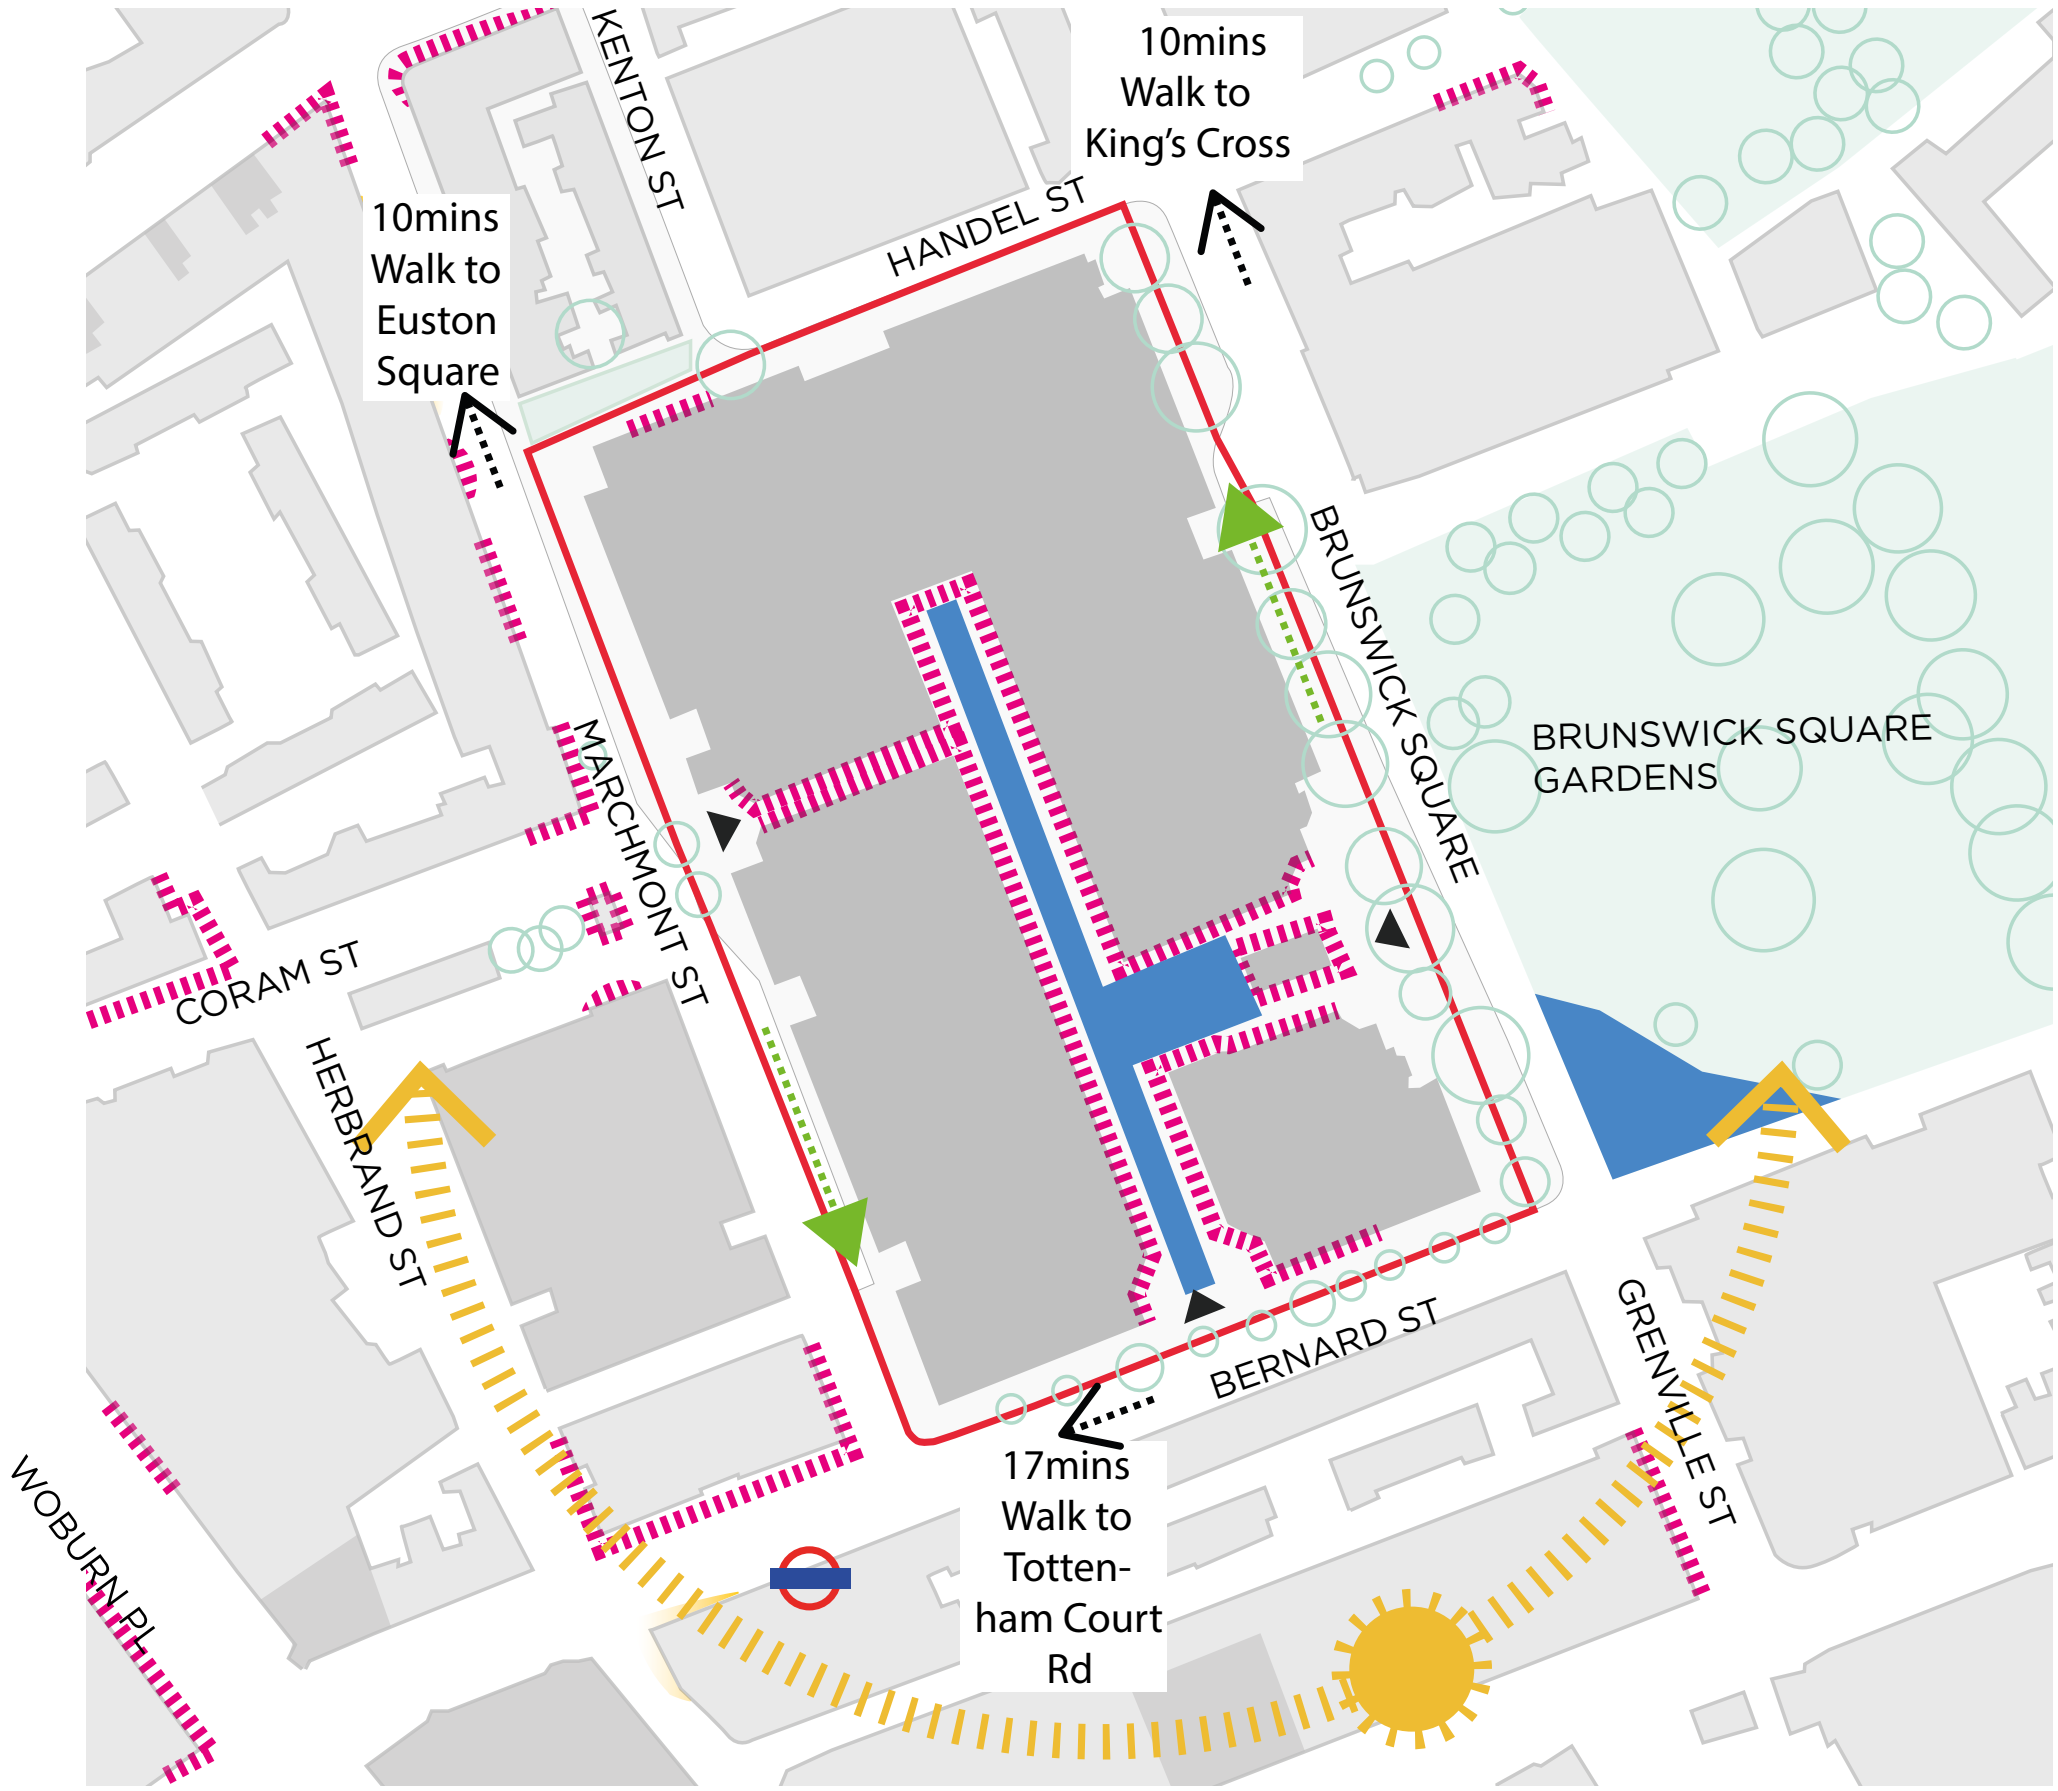 KENTON ST
10mins
Walk to
King's Cross
HANDEL ST
10mins
Walk to
Euston
Square
BRUNSWICK SQUARE
BRUNSWICK SQUARE
GARDENS
MARCHMONT ST
CORAM ST
HERBRAND ST
GRENVILLE ST
BERNARD ST
17mins
Walk to
Totten-
ham Court
Rd
WOBURN PL